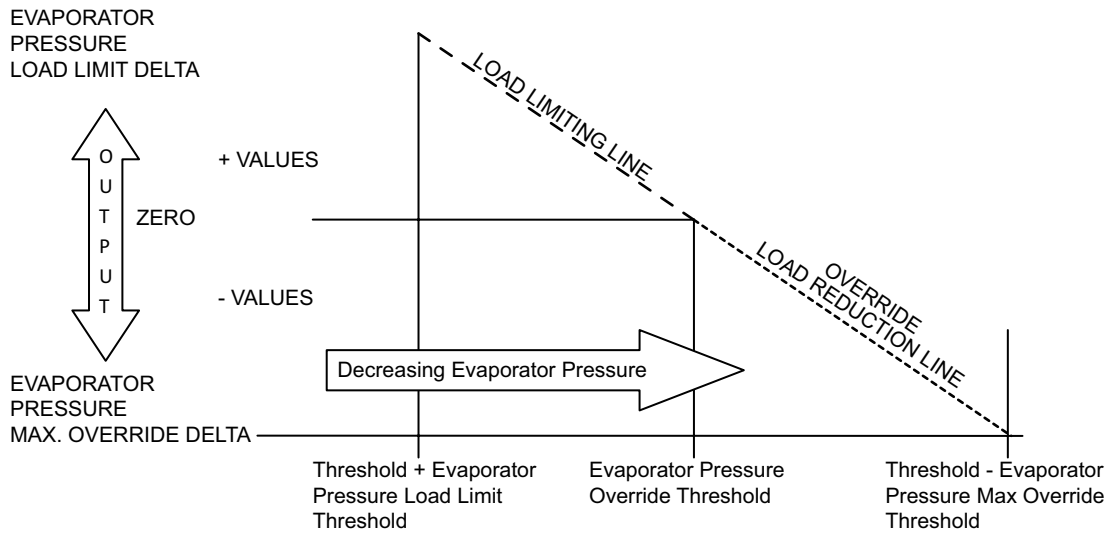 EVAPORATOR
PRESSURE
LOAD LIMIT DELTA
OUTPUT
+ VALUES
ZERO
- VALUES
LOAD LIMITING LINE
OVERRIDE
LOAD REDUCTION LINE
Decreasing Evaporator Pressure
EVAPORATOR
PRESSURE
MAX. OVERRIDE DELTA
Threshold + Evaporator
Pressure Load Limit
Threshold
Evaporator Pressure
Override Threshold
Threshold - Evaporator
Pressure Max Override
Threshold